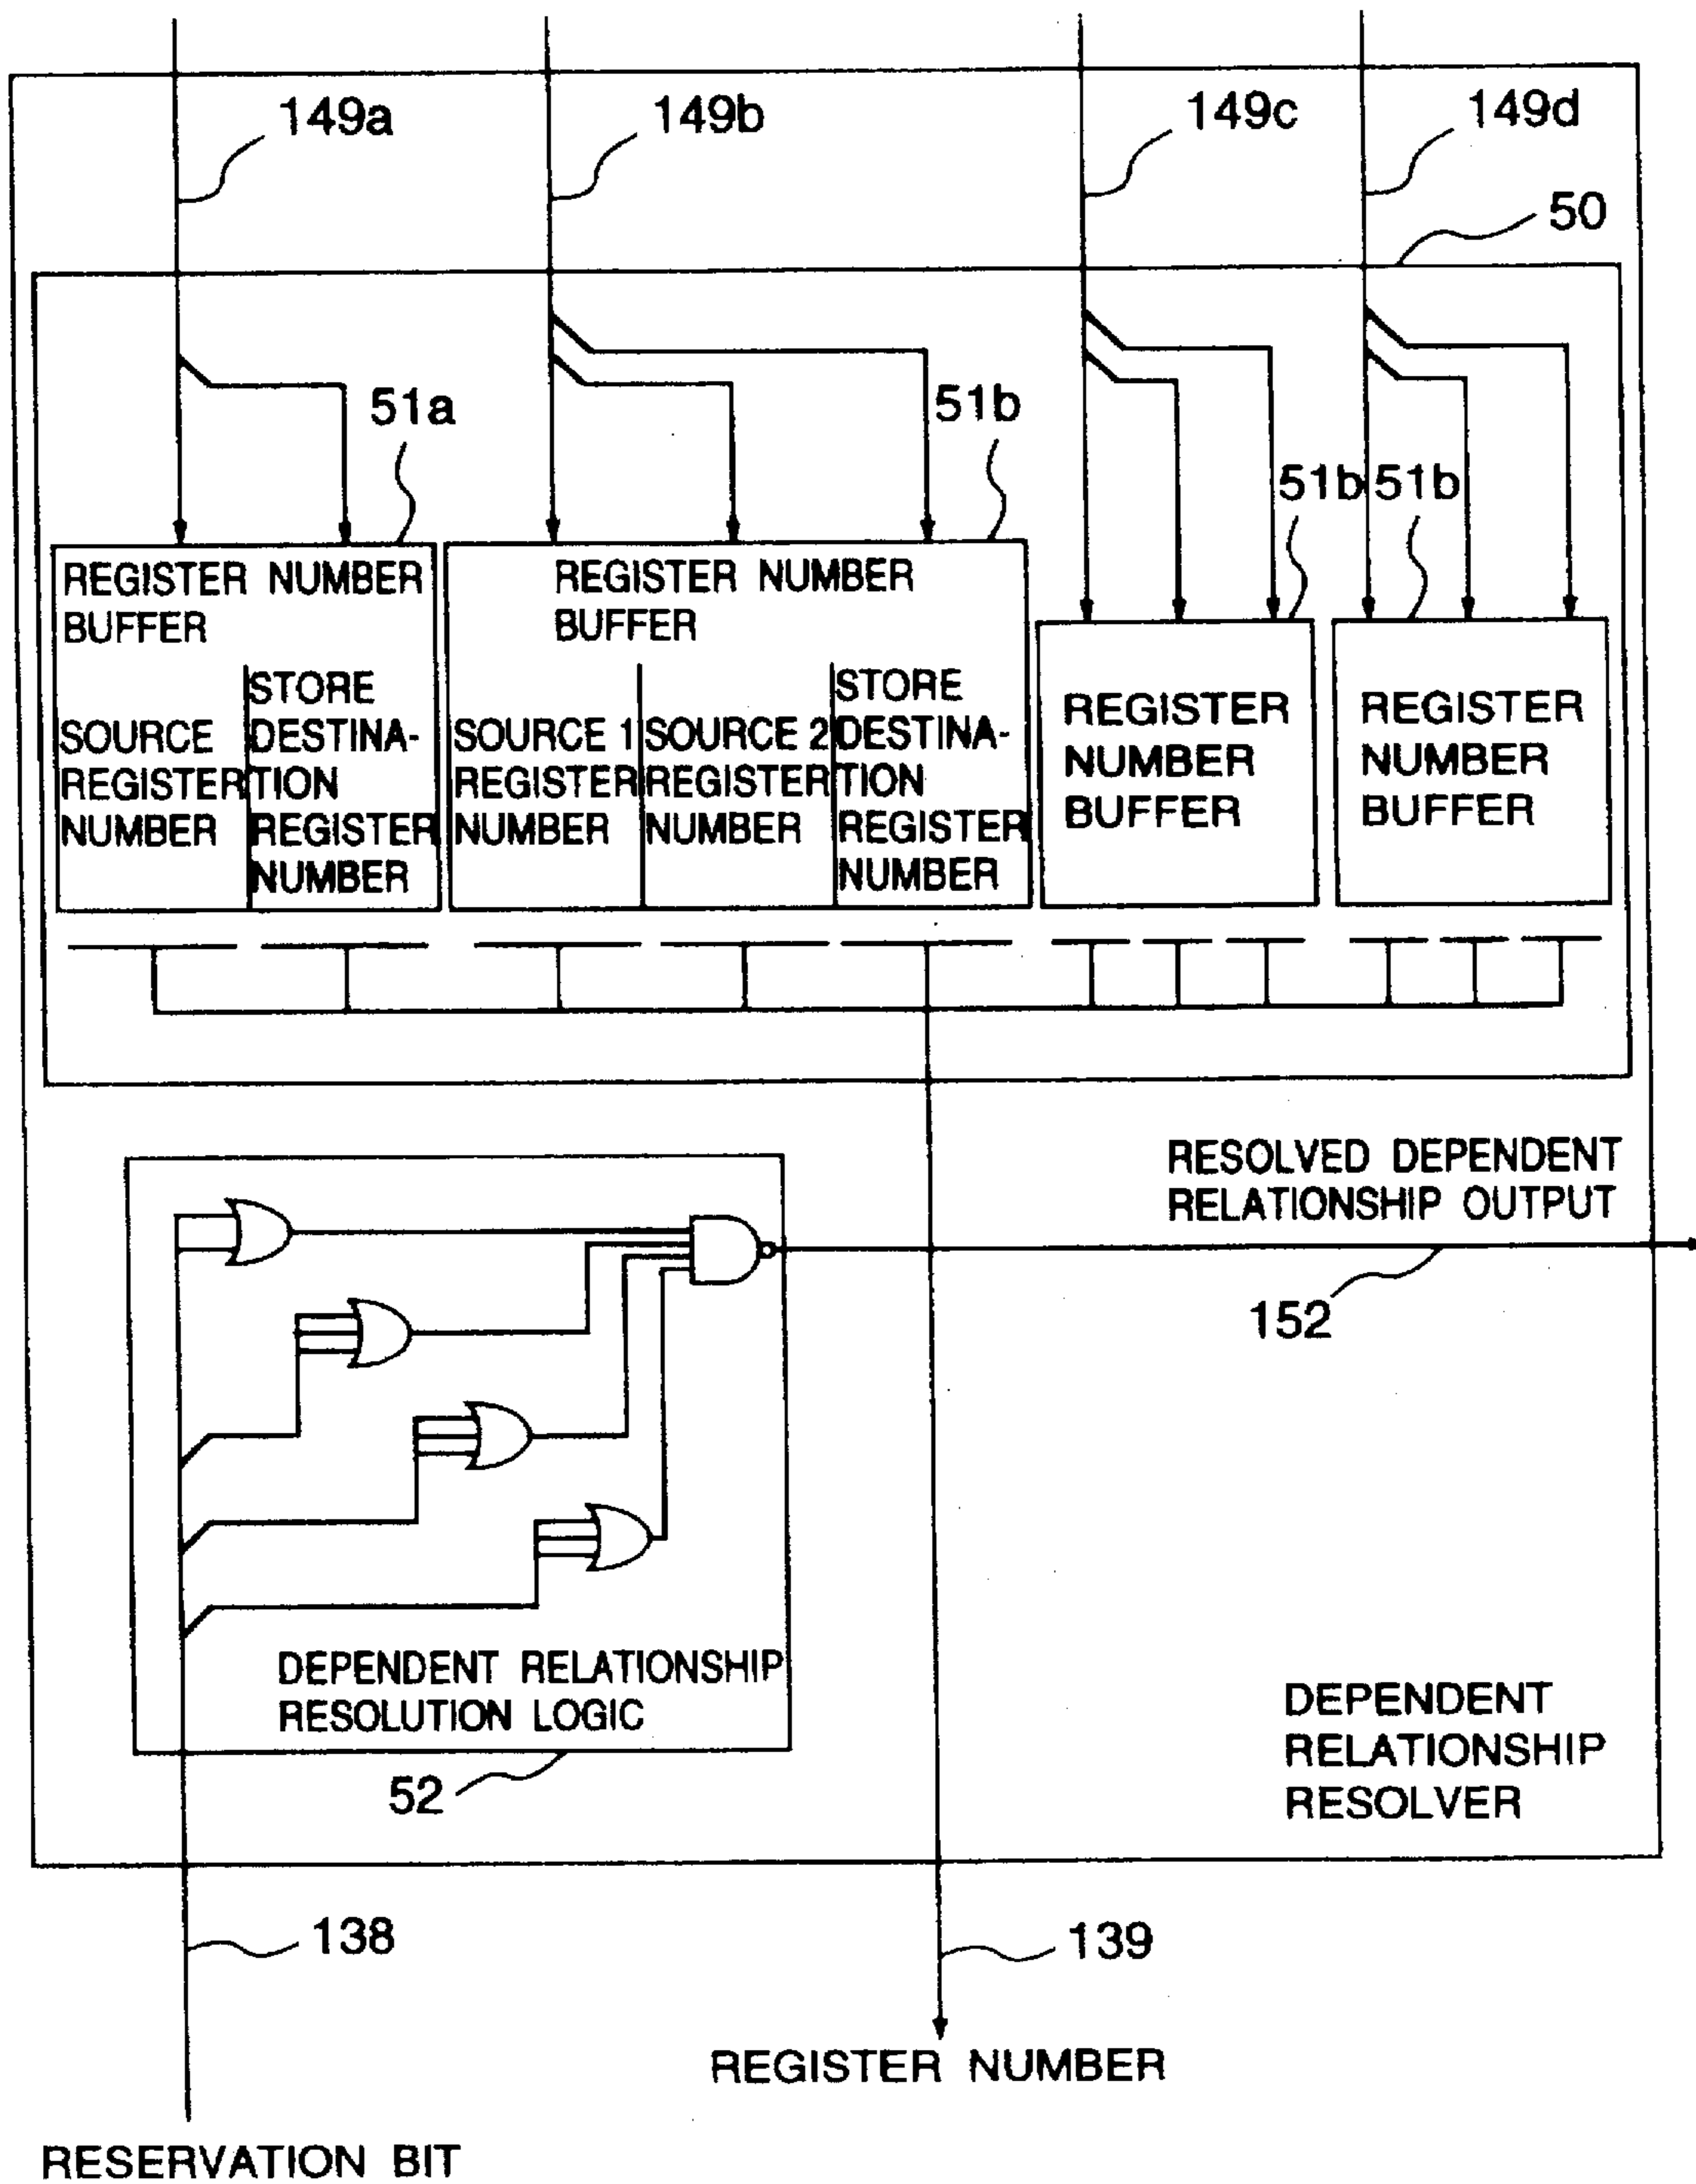 149a
149b
149c
149d
50
51a
51b
51b
51b
REGISTER NUMBER
BUFFER
SOURCE
REGISTER
NUMBER
STORE
DESTINA-
TION
REGISTER
NUMBER
REGISTER NUMBER
BUFFER
SOURCE 1
REGISTER
NUMBER
SOURCE 2
REGISTER
NUMBER
STORE
DESTINA-
TION
REGISTER
NUMBER
REGISTER
NUMBER
BUFFER
REGISTER
NUMBER
BUFFER
RESOLVED DEPENDENT
RELATIONSHIP OUTPUT
152
DEPENDENT RELATIONSHIP
RESOLUTION LOGIC
52
DEPENDENT
RELATIONSHIP
RESOLVER
138
139
REGISTER NUMBER
RESERVATION BIT